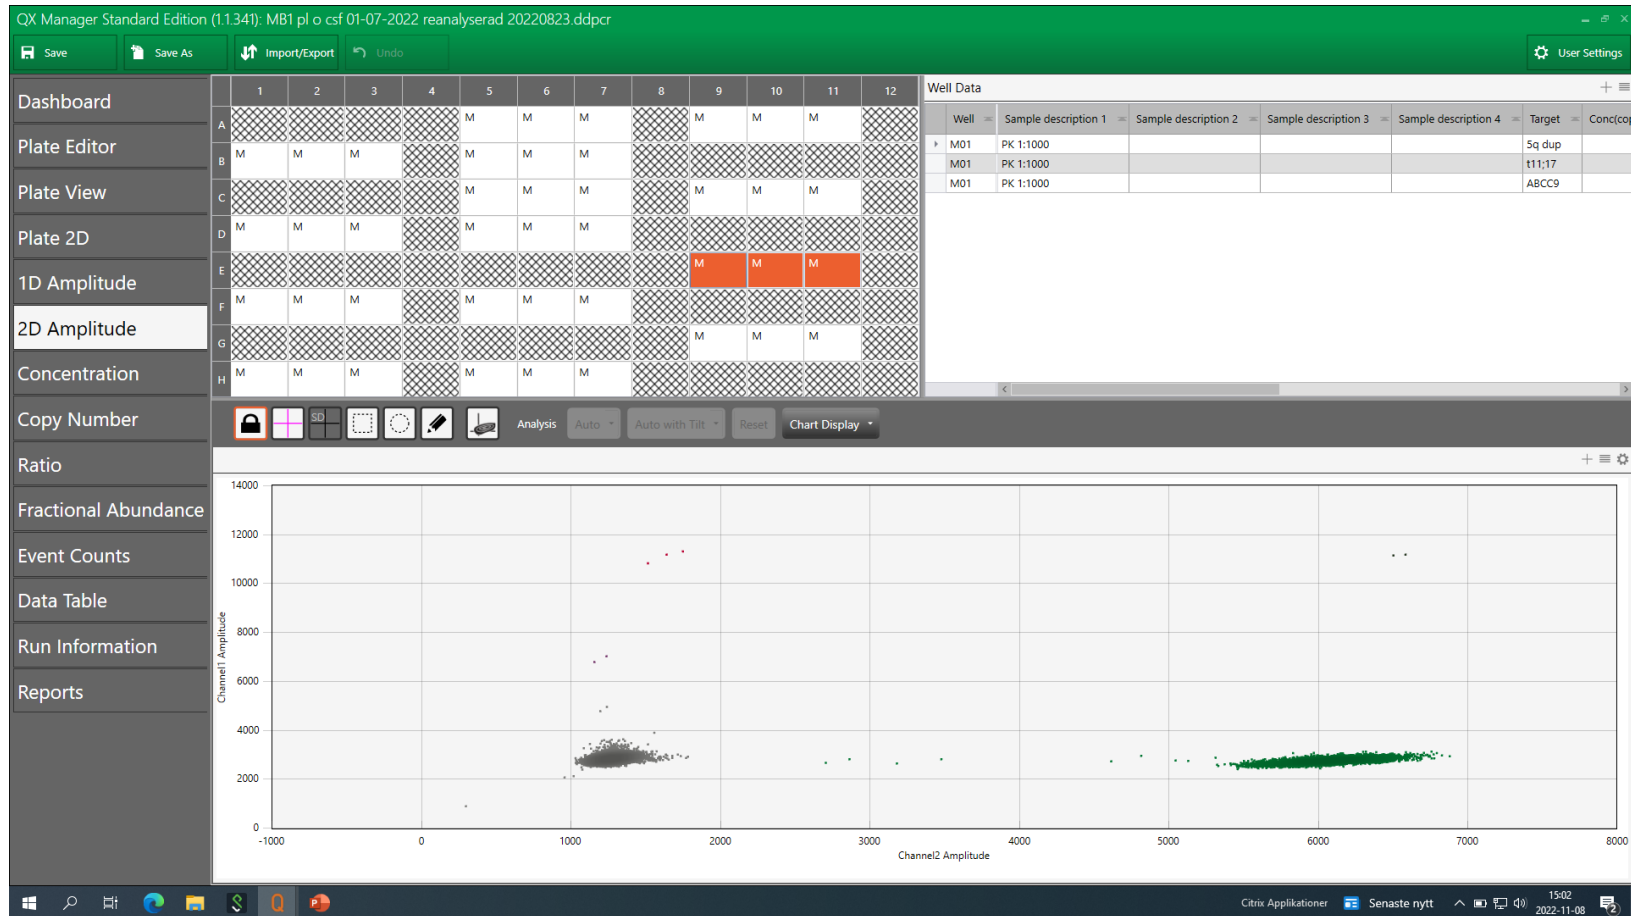 QX Manager Standard Edition (1.1.341): MB1 pl o csf 01-07-2022 reanalyserad 20220823.ddpcr
Save
Save As
Import/Export
Undo
User Settings
Dashboard
Plate Editor
Plate View
Plate 2D
1D Amplitude
2D Amplitude
Concentration
Copy Number
Ratio
Fractional Abundance
Event Counts
Data Table
Run Information
Reports
1 2 3 4 5 6 7 8 9 10 11 12
A M M M M M M
B M M M M M M
C M M M M M M
D M M M M M M
E M M M
F M M M M M M
G M M M
H M M M M M M
Well Data
Well Sample description 1 Sample description 2 Sample description 3 Sample description 4 Target Conc(cop
M01 PK 1:1000 5q dup
M01 PK 1:1000 t11;17
M01 PK 1:1000 ABCC9
SD
Analysis
Auto
Auto with Tilt
Reset
Chart Display
14000
12000
10000
8000
6000
4000
2000
0
Channel1 Amplitude
-1000 0 1000 2000 3000 4000 5000 6000 7000 8000
Channel2 Amplitude
Citrix Applikationer
Senaste nytt
15:02
2022-11-08
2